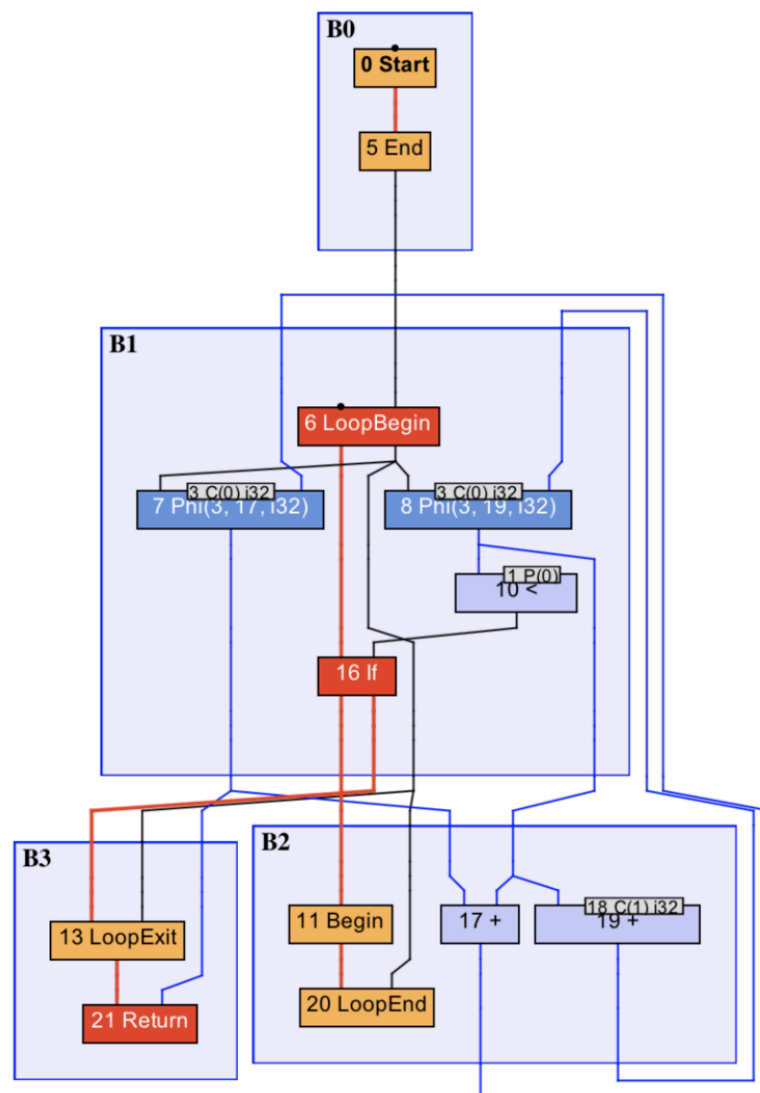 B0
0 Start
5 End
B1
6 LoopBegin
3 C(0) i32
7 Phi(3, 17, i32)
3 C(0) i32
8 Phi(3, 19, i32)
1 P(0)
10 <
16 If
B3
13 LoopExit
21 Return
B2
11 Begin
17 +
18 C(1) i32
19 +
20 LoopEnd